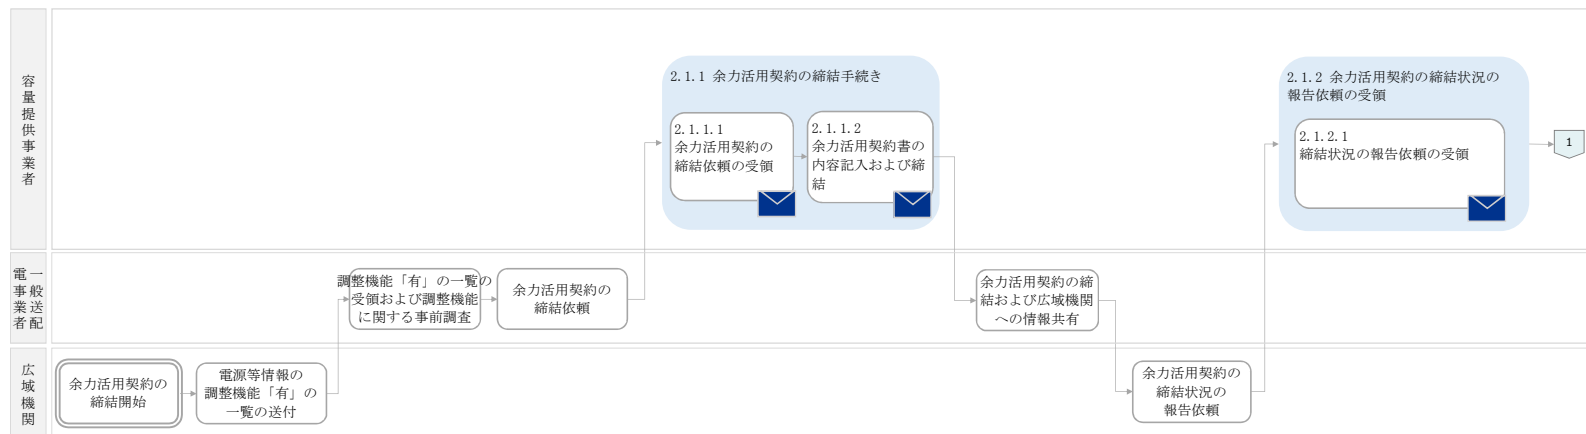 容量提供事業者
2.1.1 余力活用契約の締結手続き
2.1.1.1
余力活用契約の
締結依頼の受領
2.1.1.2
余力活用契約書の
内容記入および締
結
2.1.2 余力活用契約の締結状況の
報告依頼の受領
2.1.2.1
締結状況の報告依頼の受領
1
一般送配
電事業者
調整機能「有」の一覧の
受領および調整機能
に関する事前調査
余力活用契約の
締結依頼
余力活用契約の締
結および広域機関
への情報共有
広域機関
余力活用契約の
締結開始
電源等情報の
調整機能「有」の
一覧の送付
余力活用契約の
締結状況の
報告依頼